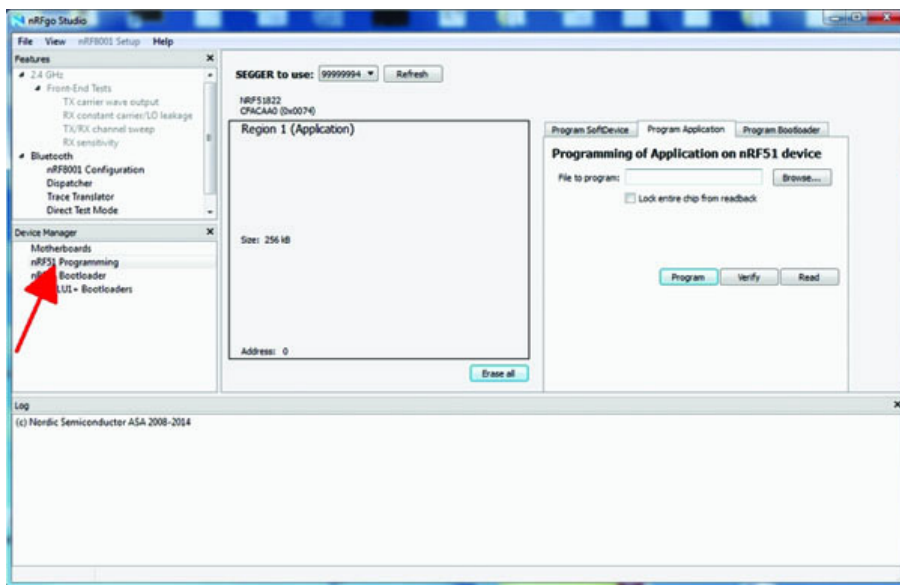 nRFgo Studio
File View nRF8001 Setup Help
Features
2.4 GHz
Front-End Tests
TX carrier wave output
RX constant carrier/LO leakage
TX/RX channel sweep
RX sensitivity
Bluetooth
nRF8001 Configuration
Dispatcher
Trace Translator
Direct Test Mode
Device Manager
Motherboards
nRF51 Programming
Bootloader
LU1+ Bootloaders
SEGGER to use: 99999994 Refresh
NRF51822
CFACAA0 (0x0074)
Region 1 (Application)
Size: 256 kB
Address: 0
Erase all
Program SoftDevice Program Application Program Bootloader
Programming of Application on nRF51 device
File to program: Browse...
Lock entire chip from readback
Program Verify Read
Log
(c) Nordic Semiconductor ASA 2008-2014